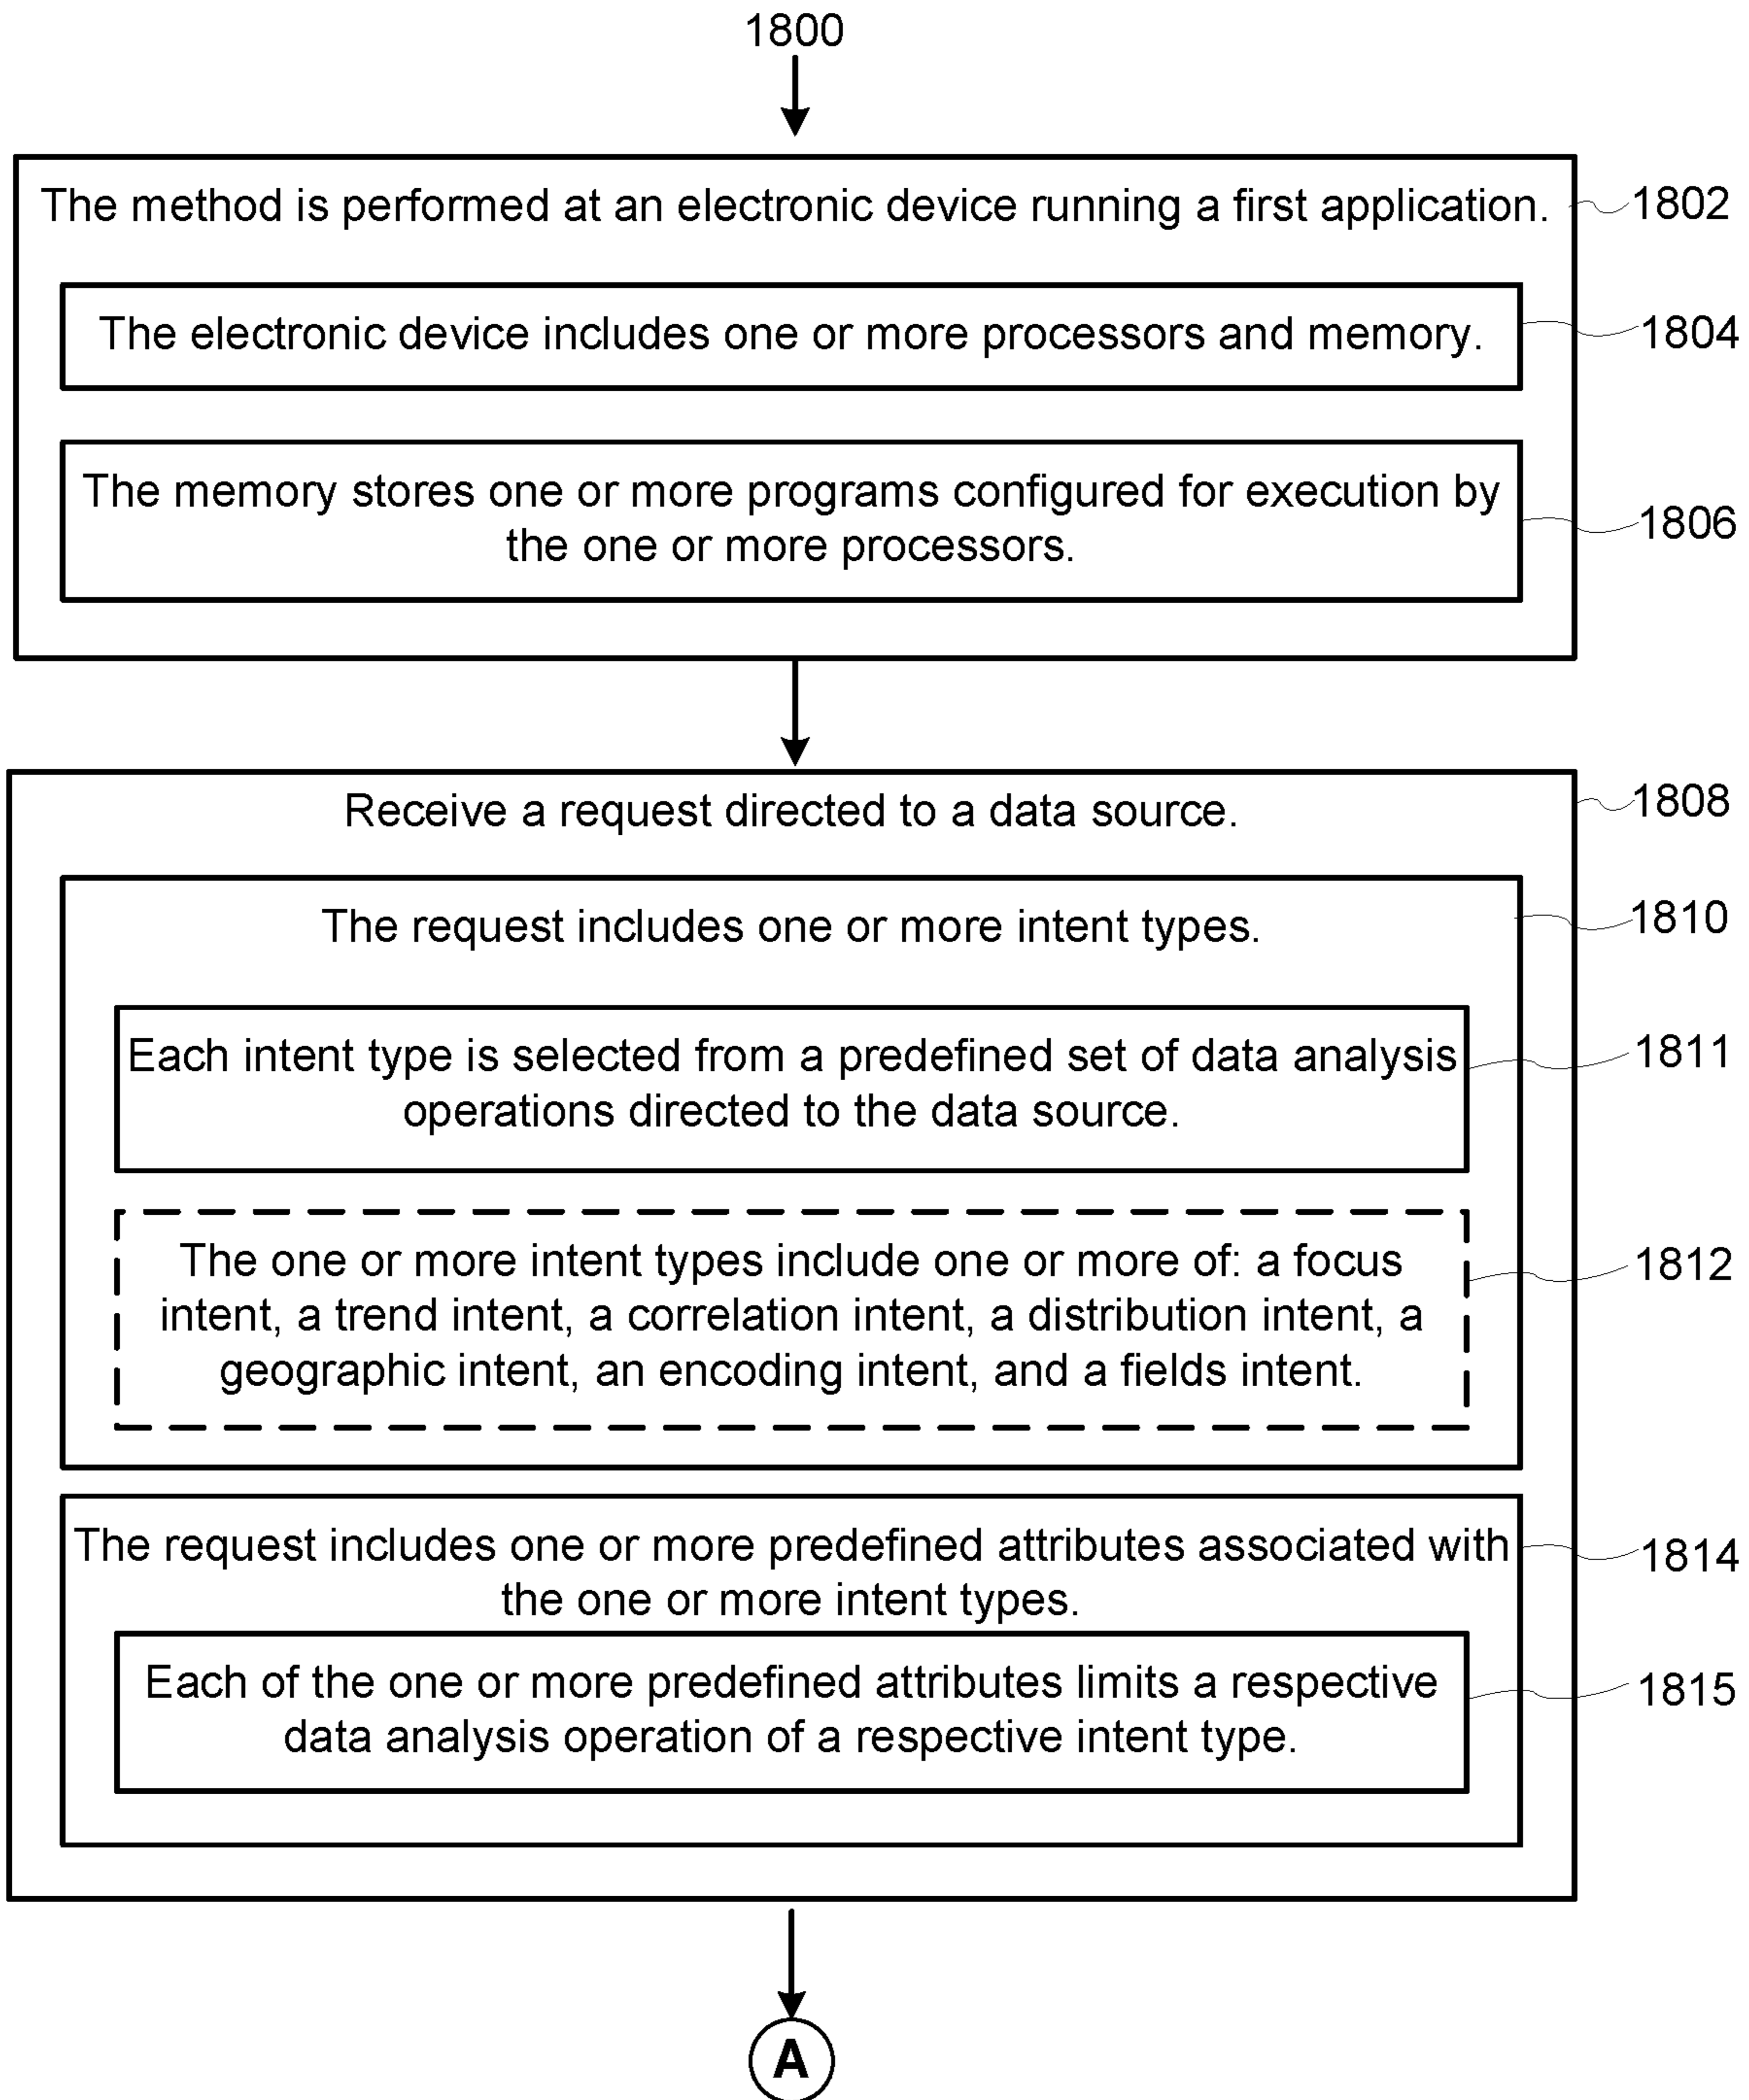 1800
The method is performed at an electronic device running a first application.
1802
The electronic device includes one or more processors and memory.
1804
The memory stores one or more programs configured for execution by
the one or more processors.
1806
Receive a request directed to a data source.
1808
The request includes one or more intent types.
1810
Each intent type is selected from a predefined set of data analysis
operations directed to the data source.
1811
The one or more intent types include one or more of: a focus
intent, a trend intent, a correlation intent, a distribution intent, a
geographic intent, an encoding intent, and a fields intent.
1812
The request includes one or more predefined attributes associated with
the one or more intent types.
1814
Each of the one or more predefined attributes limits a respective
data analysis operation of a respective intent type.
1815
A